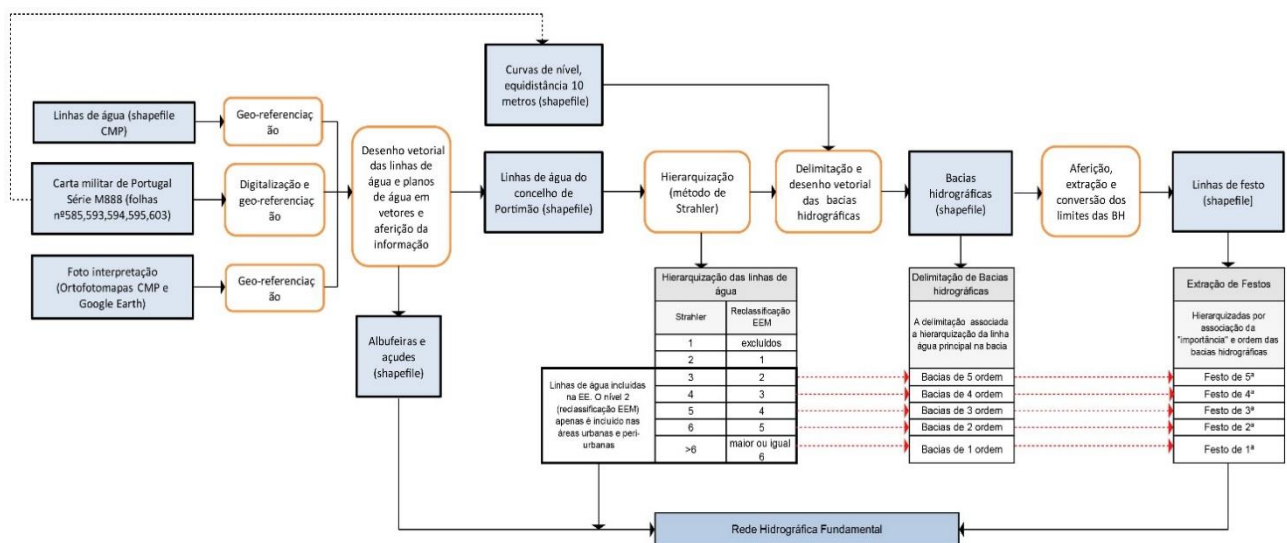 Curvas de nível,
equidistância 10
metros (shapefile)
Linhas de água (shapefile
CMP)
Geo-referenciaç
ão
Carta militar de Portugal
Série M888 (folhas
nº585,593,594,595,603)
Digitalização e
geo-referenciaç
ão
Foto interpretação
(Ortofotomapas CMP e
Google Earth)
Geo-referenciaç
ão
Desenho vetorial
das linhas de
água e planos
de água em
vetores e
aferição da
informação
Linhas de água do
concelho de
Portimão (shapefile)
Hierarquização
(método de
Strahler)
Delimitação e
desenho vetorial
das bacias
hidrográficas
Bacias
hidrográficas
(shapefile)
Aferição,
extração e
conversão dos
limites das BH
Linhas de festo
(shapefile]
Albufeiras e
açudes
(shapefile)
Hierarquização das linhas de
água
Strahler
Reclassificação
EEM
1
excluídos
2
1
3
2
4
3
5
4
6
5
>6
maior ou igual
6
Linhas de água incluidas
na EE. O nível 2
(reclassificação EEM)
apenas é incluido nas
áreas urbanas e peri-
urbanas
Delimitação de Bacias
hidrográficas
A delimitação associada
a hierarquização da linha
água principal na bacia
Bacias de 5 ordem
Bacias de 4 ordem
Bacias de 3 ordem
Bacias de 2 ordem
Bacias de 1 ordem
Extração de Festos
Hierarquizadas por
associação da
"importância" e ordem das
bacias hidrográficas
Festo de 5ª
Festo de 4ª
Festo de 3ª
Festo de 2ª
Festo de 1ª
Rede Hidrográfica Fundamental